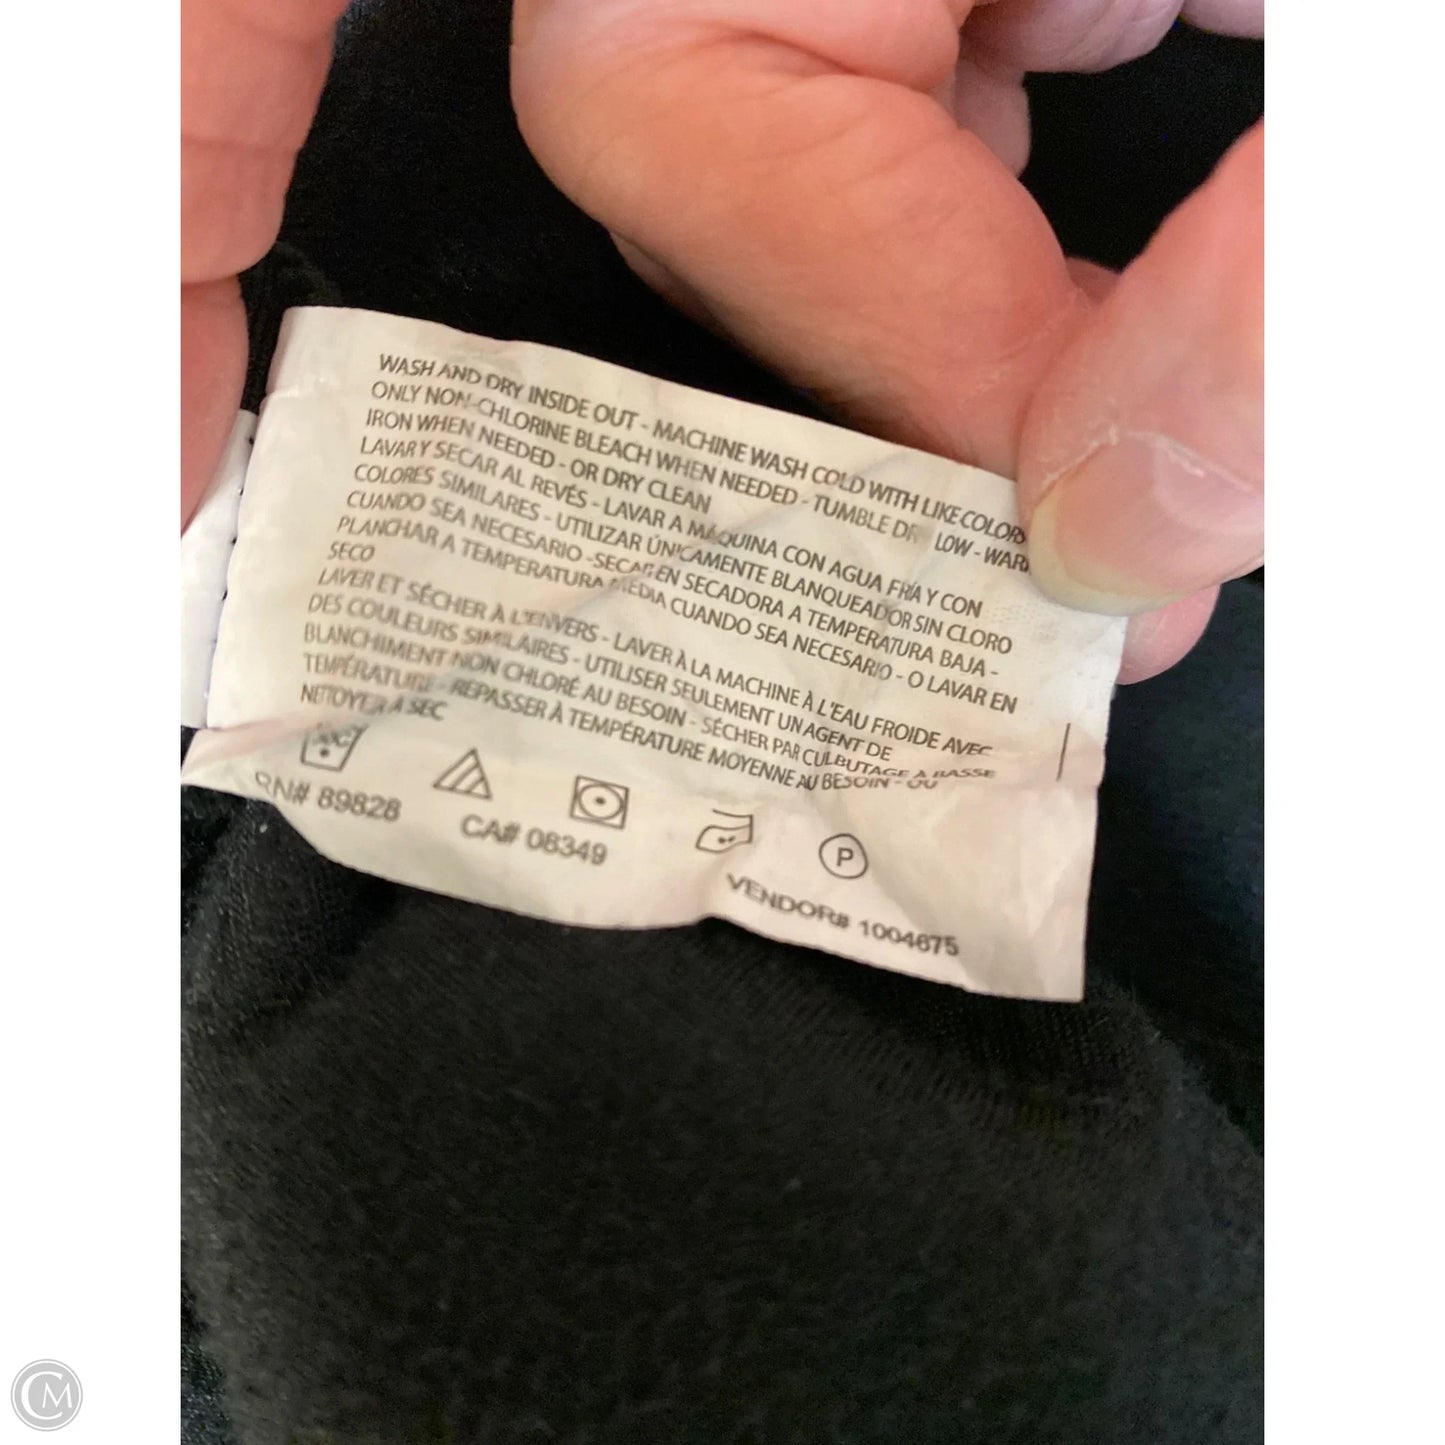 WASH AND DRY INSIDE OUT - MACHINE WASH COLD WITH LIKE COLORS
ONLY NON-CHLORINE BLEACH WHEN NEEDED - TUMBLE DR LOW - WAR
IRON WHEN NEEDED - OR DRY CLEAN
LAVAR Y SECAR AL REVÉS - LAVAR A MÁQUINA CON AGUA FRÍA Y CON
COLORES SIMILARES - UTILIZAR ÚNICAMENTE BLANQUEADOR SIN CLORO
CUANDO SEA NECESARIO -SECAR EN SECADORA A TEMPERATURA BAJA -
PLANCHAR A TEMPERATURA MEDIA CUANDO SEA NECESARIO - O LAVAR EN
SECO
LAVER ET SÉCHER À L'ENVERS - LAVER À LA MACHINE À L'EAU FROIDE AVEC
DES COULEURS SIMILAIRES - UTILISER SEULEMENT UN AGENT DE
BLANCHIMENT NON CHLORÉ AU BESOIN - SÉCHER PAR CULBUTAGE À BASSE
TEMPÉRATURE - REPASSER À TEMPÉRATURE MOYENNE AU BESOIN - OU
NETTOYER À SEC
P
RN# 89828
CA# 08349
VENDOR# 1004675
CM